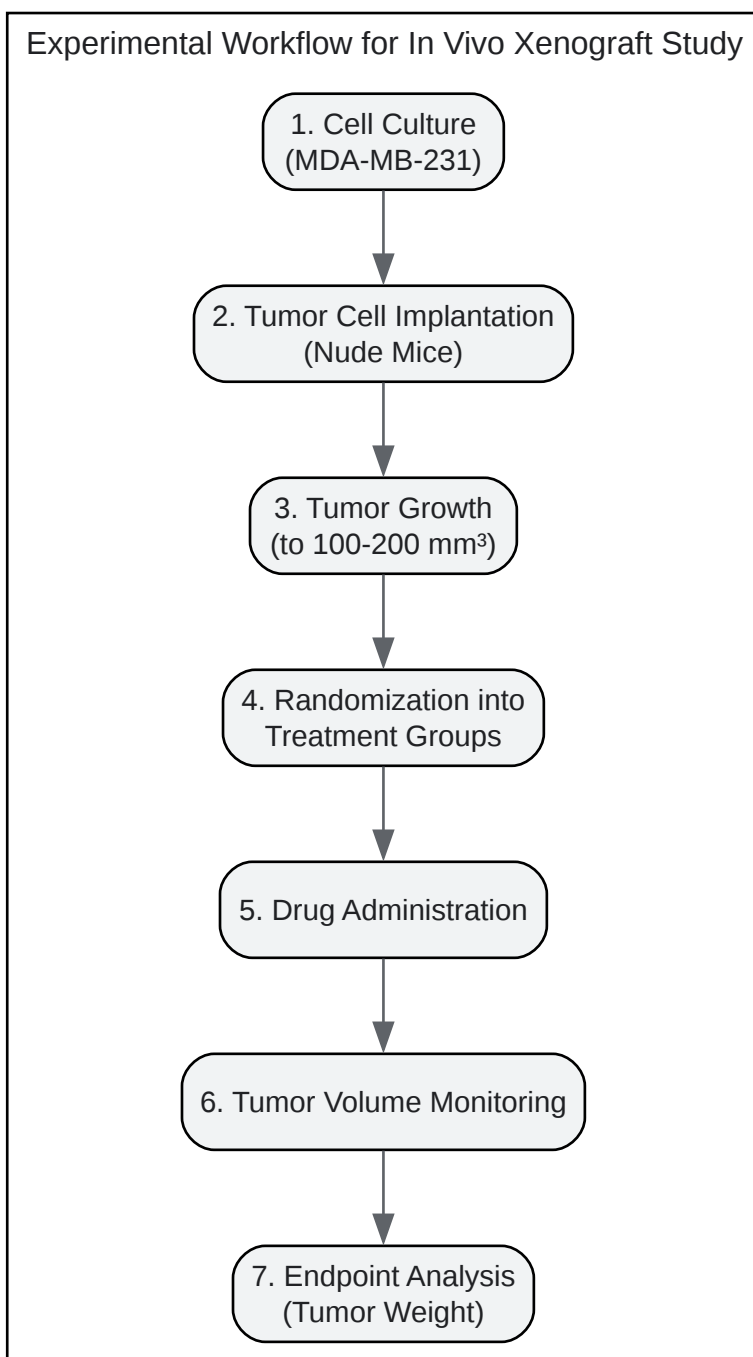 Experimental Workflow for In Vivo Xenograft Study
1. Cell Culture
(MDA-MB-231)
2. Tumor Cell Implantation
(Nude Mice)
3. Tumor Growth
(to 100-200 mm³)
4. Randomization into
Treatment Groups
5. Drug Administration
6. Tumor Volume Monitoring
7. Endpoint Analysis
(Tumor Weight)